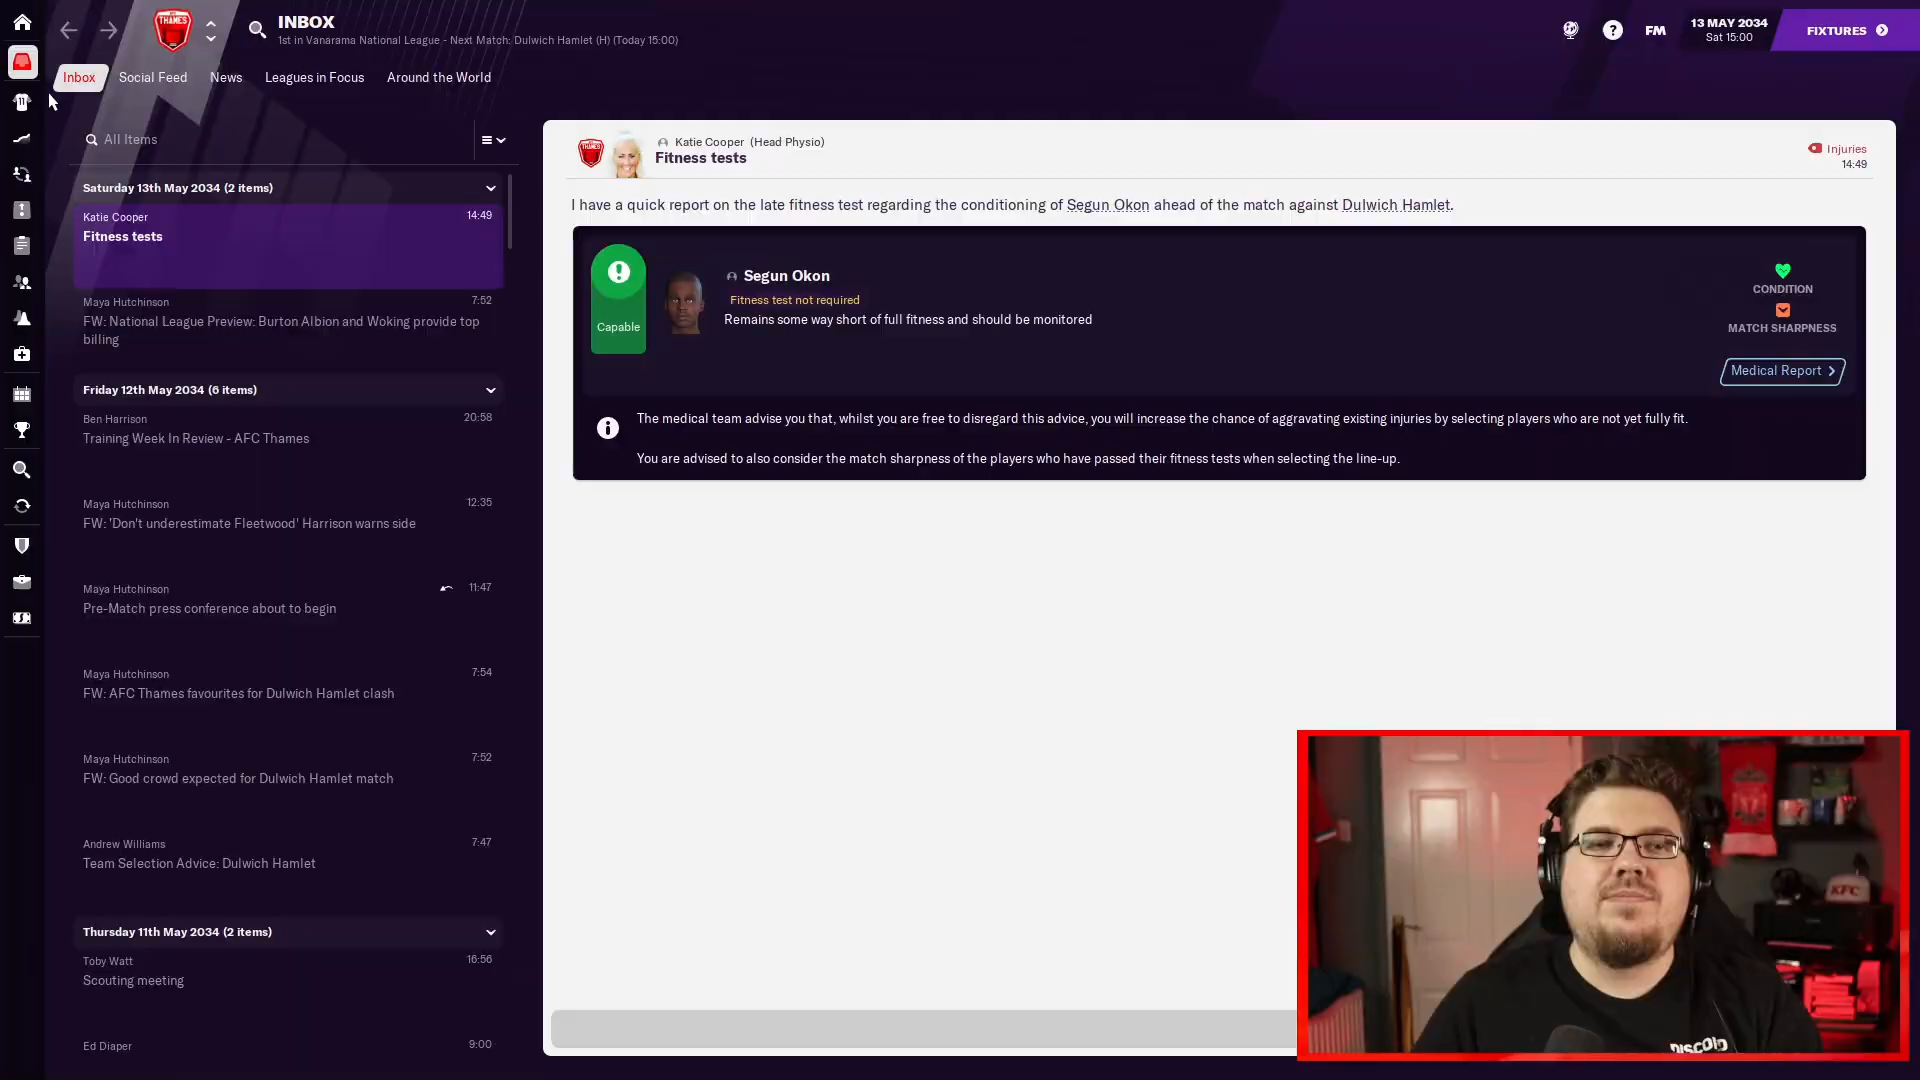 THAMES
INBOX
1st in Vanarama National League - Next Match: Dulwich Hamlet (H) (Today 15:00)
FM
13 MAY 2034
Sat 15:00
FIXTURES
Inbox
Social Feed
News
Leagues in Focus
Around the World
All Items
Saturday 13th May 2034 (2 items)
Katie Cooper
14:49
Fitness tests
Maya Hutchinson
7:52
FW: National League Preview: Burton Albion and Woking provide top
billing
Friday 12th May 2034 (6 items)
Ben Harrison
20:58
Training Week In Review - AFC Thames
Maya Hutchinson
12:35
FW: 'Don't underestimate Fleetwood' Harrison warns side
Maya Hutchinson
11:47
Pre-Match press conference about to begin
Maya Hutchinson
7:54
FW: AFC Thames favourites for Dulwich Hamlet clash
Maya Hutchinson
7:52
FW: Good crowd expected for Dulwich Hamlet match
Andrew Williams
7:47
Team Selection Advice: Dulwich Hamlet
Thursday 11th May 2034 (2 items)
Toby Watt
16:56
Scouting meeting
Ed Diaper
9:00
Katie Cooper (Head Physio)
Fitness tests
Injuries
14:49
I have a quick report on the late fitness test regarding the conditioning of Segun Okon ahead of the match against Dulwich Hamlet.
Capable
Segun Okon
Fitness test not required
Remains some way short of full fitness and should be monitored
CONDITION
MATCH SHARPNESS
Medical Report
The medical team advise you that, whilst you are free to disregard this advice, you will increase the chance of aggravating existing injuries by selecting players who are not yet fully fit.
You are advised to also consider the match sharpness of the players who have passed their fitness tests when selecting the line-up.
KFC
DISCOID